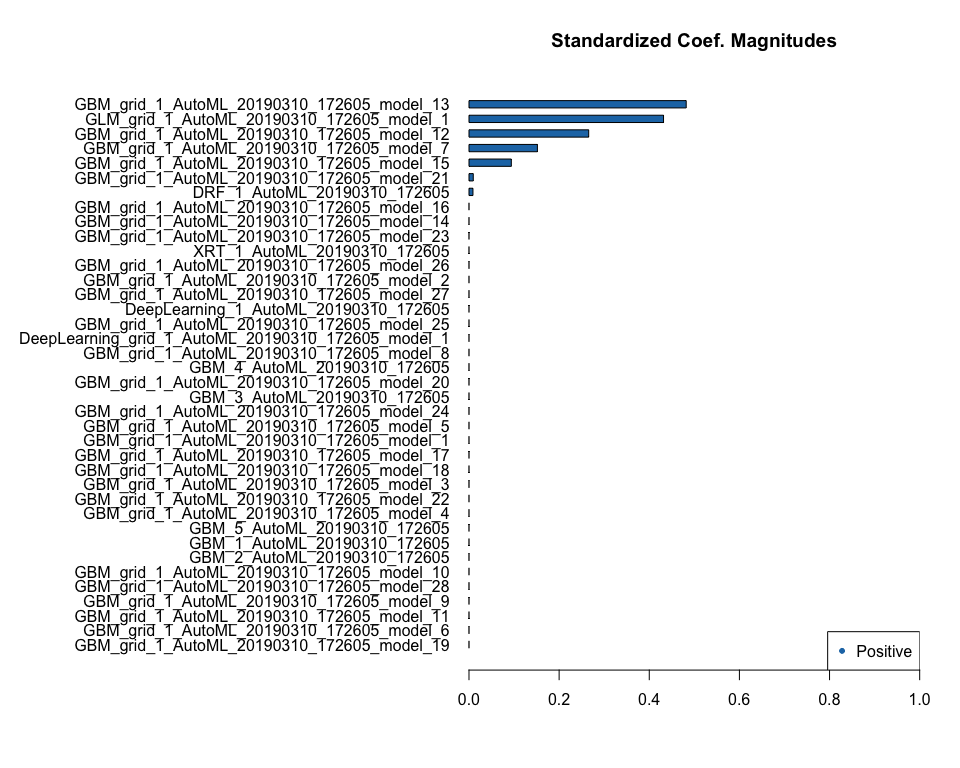 Standardized Coef. Magnitudes
GBM_grid_1_AutoML_20190310_172605_model_13
GLM_grid_1_AutoML_20190310_172605_model_1
GBM_grid_1_AutoML_20190310_172605_model_12
GBM_grid_1_AutoML_20190310_172605_model_7
GBM_grid_1_AutoML_20190310_172605_model_15
GBM_grid_1_AutoML_20190310_172605_model_21
DRF_1_AutoML_20190310_172605
GBM_grid_1_AutoML_20190310_172605_model_16
GBM_grid_1_AutoML_20190310_172605_model_14
GBM_grid_1_AutoML_20190310_172605_model_23
XRT_1_AutoML_20190310_172605
GBM_grid_1_AutoML_20190310_172605_model_26
GBM_grid_1_AutoML_20190310_172605_model_2
GBM_grid_1_AutoML_20190310_172605_model_27
DeepLearning_1_AutoML_20190310_172605
GBM_grid_1_AutoML_20190310_172605_model_25
DeepLearning_grid_1_AutoML_20190310_172605_model_1
GBM_grid_1_AutoML_20190310_172605_model_8
GBM_4_AutoML_20190310_172605
GBM_grid_1_AutoML_20190310_172605_model_20
GBM_3_AutoML_20190310_172605
GBM_grid_1_AutoML_20190310_172605_model_24
GBM_grid_1_AutoML_20190310_172605_model_5
GBM_grid_1_AutoML_20190310_172605_model_1
GBM_grid_1_AutoML_20190310_172605_model_17
GBM_grid_1_AutoML_20190310_172605_model_18
GBM_grid_1_AutoML_20190310_172605_model_3
GBM_grid_1_AutoML_20190310_172605_model_22
GBM_grid_1_AutoML_20190310_172605_model_4
GBM_5_AutoML_20190310_172605
GBM_1_AutoML_20190310_172605
GBM_2_AutoML_20190310_172605
GBM_grid_1_AutoML_20190310_172605_model_10
GBM_grid_1_AutoML_20190310_172605_model_28
GBM_grid_1_AutoML_20190310_172605_model_9
GBM_grid_1_AutoML_20190310_172605_model_11
GBM_grid_1_AutoML_20190310_172605_model_6
GBM_grid_1_AutoML_20190310_172605_model_19
Positive
0.0 0.2 0.4 0.6 0.8 1.0